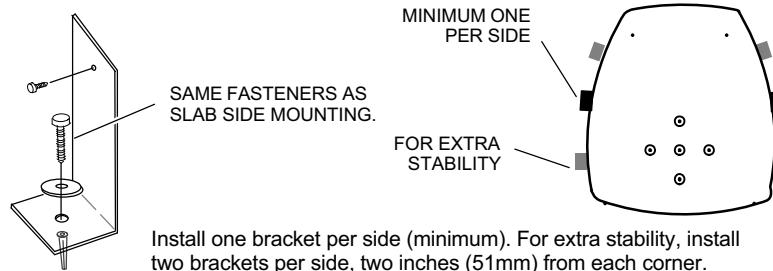 SAME FASTENERS AS
SLAB SIDE MOUNTING.
MINIMUM ONE
PER SIDE
FOR EXTRA
STABILITY
Install one bracket per side (minimum). For extra stability, install
two brackets per side, two inches (51mm) from each corner.